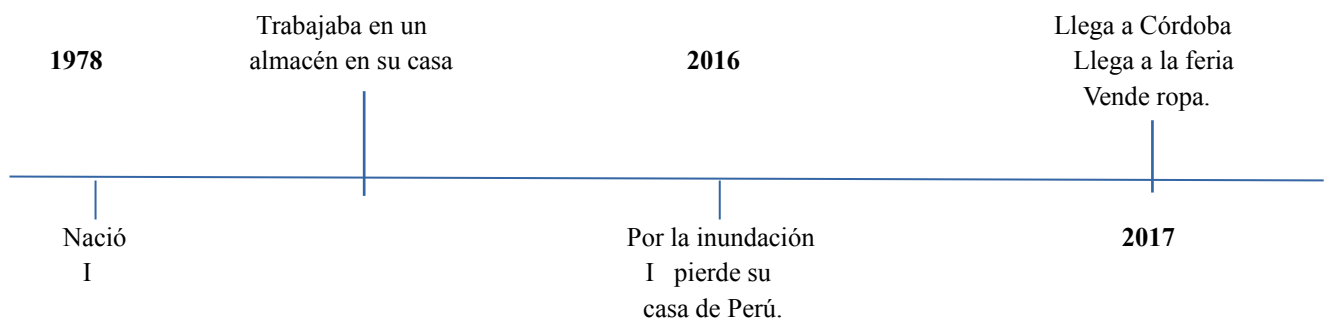 1978
Nació
I
Trabajaba en un
almacén en su casa
2016
Por la inundación
I pierde su
casa de Perú.
Llega a Córdoba
Llega a la feria
Vende ropa.
2017